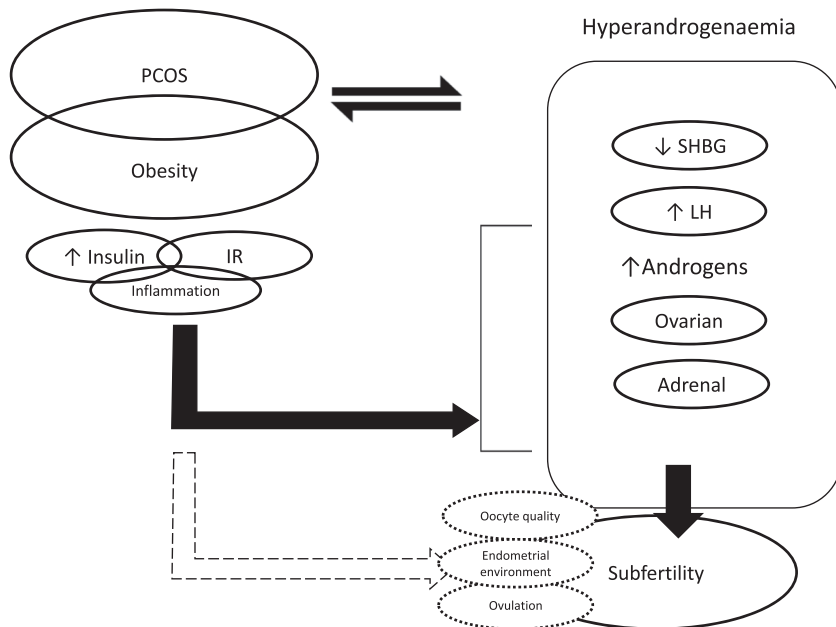 Hyperandrogenaemia
PCOS
Obesity
↑ Insulin
IR
Inflammation
↓ SHBG
↑ LH
↑Androgens
Ovarian
Adrenal
Oocyte quality
Endometrial
environment
Ovulation
Subfertility